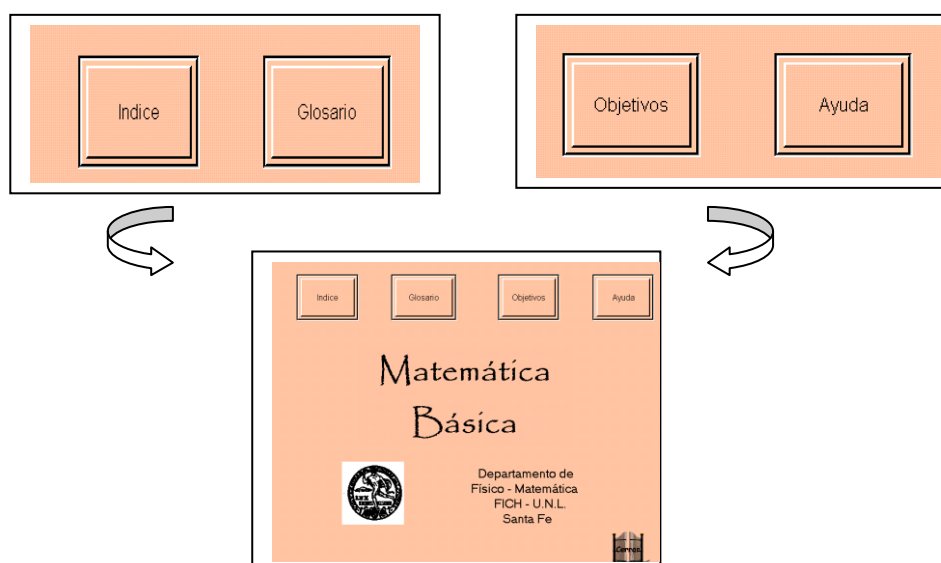 Indice
Glosario
Objetivos
Ayuda
Indice
Glosario
Objetivos
Ayuda
Matemática
Básica
Departamento de
Físico - Matemática
FICH - U.N.L.
Santa Fe